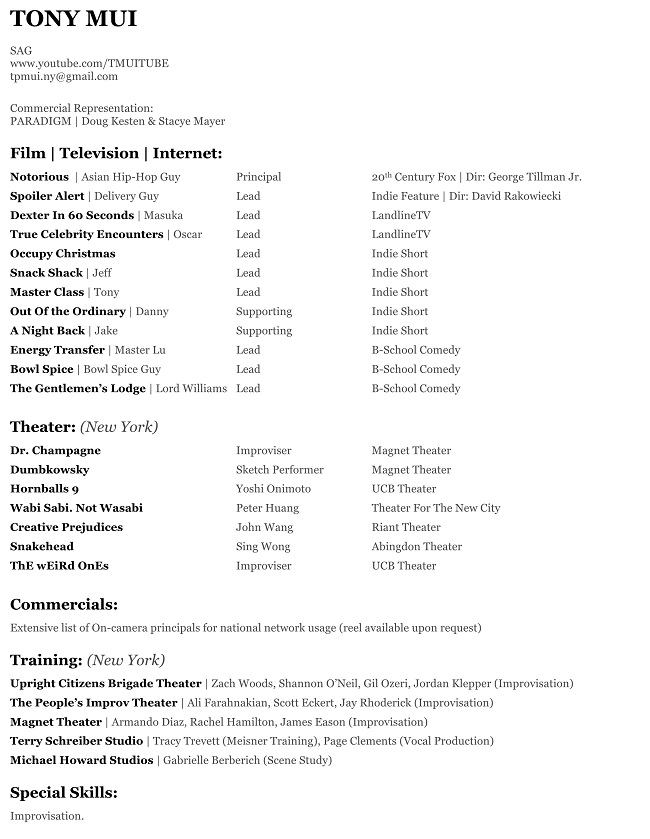 TONY MUI
SAG
www.youtube.com/TMUITUBE
tpmui.ny@gmail.com
Commercial Representation:
PARADIGM | Doug Kesten & Stacye Mayer
Film | Television | Internet:
Notorious | Asian Hip-Hop Guy Principal 20th Century Fox | Dir: George Tillman Jr.
Spoiler Alert | Delivery Guy Lead Indie Feature | Dir: David Rakowiecki
Dexter In 60 Seconds | Masuka Lead LandlineTV
True Celebrity Encounters | Oscar Lead LandlineTV
Occupy Christmas Lead Indie Short
Snack Shack | Jeff Lead Indie Short
Master Class | Tony Lead Indie Short
Out Of the Ordinary | Danny Supporting Indie Short
A Night Back | Jake Supporting Indie Short
Energy Transfer | Master Lu Lead B-School Comedy
Bowl Spice | Bowl Spice Guy Lead B-School Comedy
The Gentlemen's Lodge | Lord Williams Lead B-School Comedy
Theater: (New York)
Dr. Champagne Improviser Magnet Theater
Dumbkowsky Sketch Performer Magnet Theater
Hornballs 9 Yoshi Onimoto UCB Theater
Wabi Sabi. Not Wasabi Peter Huang Theater For The New City
Creative Prejudices John Wang Riant Theater
Snakehead Sing Wong Abingdon Theater
ThE wEiRd OnEs Improviser UCB Theater
Commercials:
Extensive list of On-camera principals for national network usage (reel available upon request)
Training: (New York)
Upright Citizens Brigade Theater | Zach Woods, Shannon O'Neil, Gil Ozeri, Jordan Klepper (Improvisation)
The People's Improv Theater | Ali Farahnakian, Scott Eckert, Jay Rhoderick (Improvisation)
Magnet Theater | Armando Diaz, Rachel Hamilton, James Eason (Improvisation)
Terry Schreiber Studio | Tracy Trevett (Meisner Training), Page Clements (Vocal Production)
Michael Howard Studios | Gabrielle Berberich (Scene Study)
Special Skills:
Improvisation.